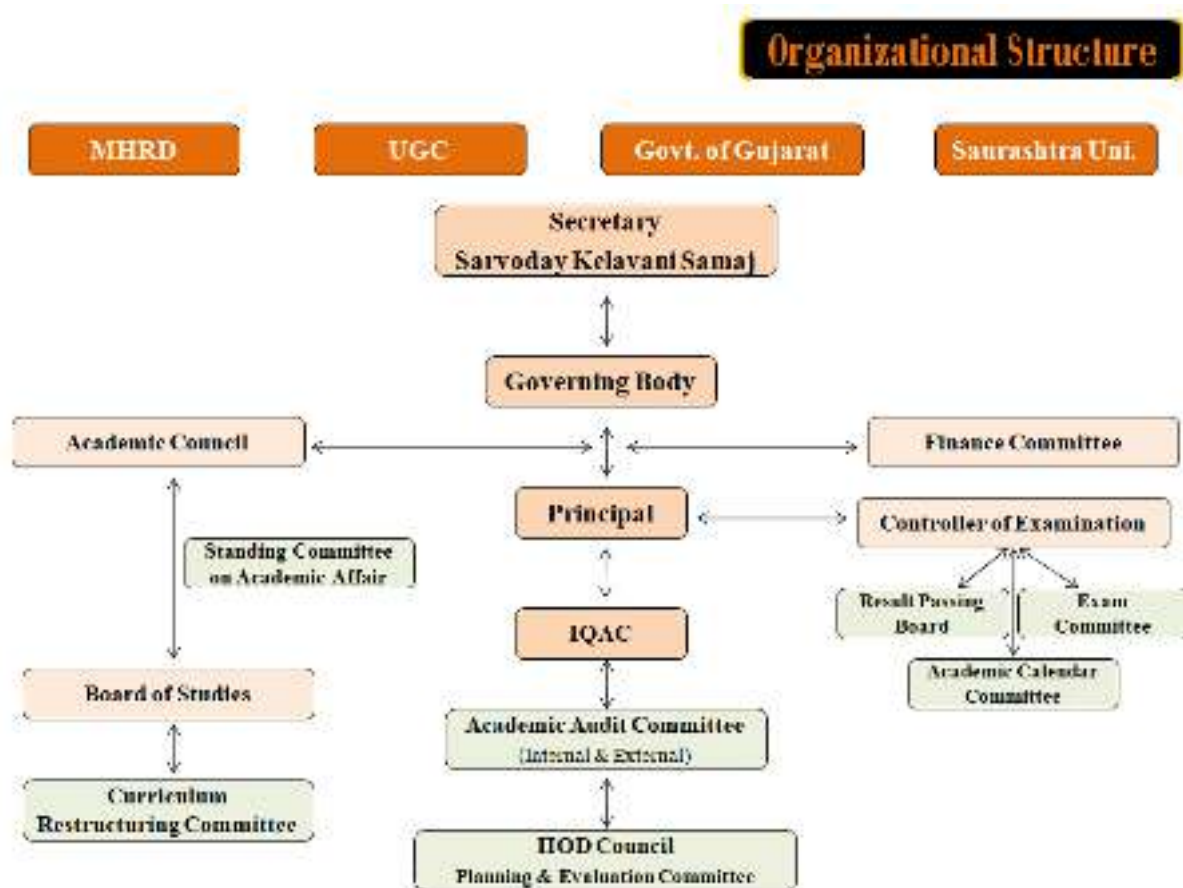 Organizational Structure
MHRD
UGC
Govt. of Gujarat
Saurashtra Uni.
Secretary
Sarvoday Kelavani Samaj
Governing Body
Academic Council
Finance Committee
Principal
Controller of Examination
Standing Committee
on Academic Affair
Result Passing
Board
Exam
Committee
IQAC
Academic Calendar
Committee
Board of Studies
Academic Audit Committee
(Internal & External)
Curriculum
Restructuring Committee
HOD Council
Planning & Evaluation Committee